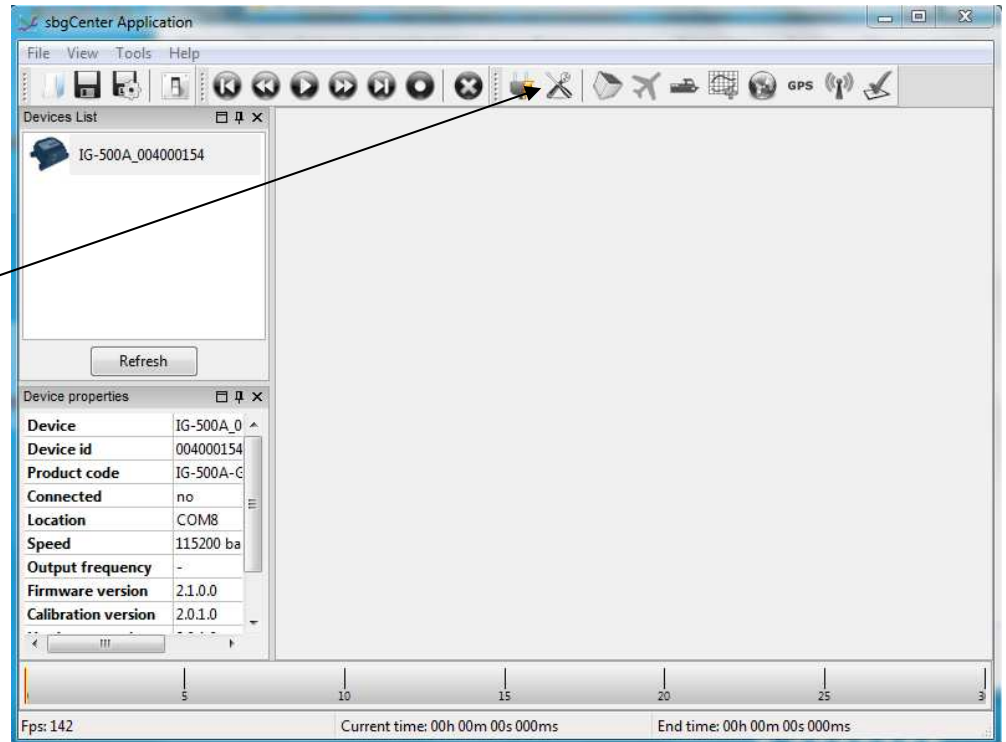 sbgCenter Application
File View Tools Help
GPS
Devices List
IG-500A_004000154
Refresh
Device properties
Device IG-500A_0
Device id 004000154
Product code IG-500A-G
Connected no
Location COM8
Speed 115200 ba
Output frequency -
Firmware version 2.1.0.0
Calibration version 2.0.1.0
5 10 15 20 25
Fps: 142 Current time: 00h 00m 00s 000ms End time: 00h 00m 00s 000ms